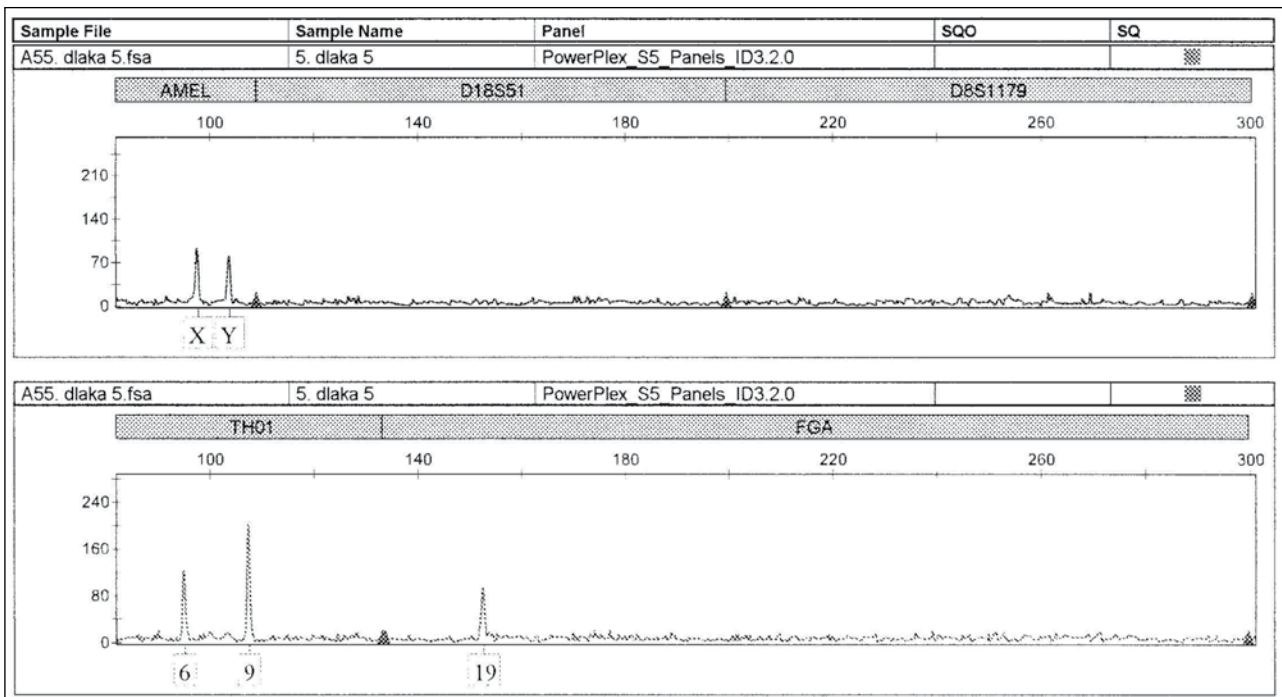 Sample File Sample Name Panel SQO SQ
A55. dlaka 5.fsa 5. dlaka 5 PowerPlex_S5_Panels_ID3.2.0
AMEL D18S51 D8S1179
100 140 180 220 260 300
210
140
70
0
X Y
A55. dlaka 5.fsa 5. dlaka 5 PowerPlex_S5_Panels_ID3.2.0
TH01 FGA
100 140 180 220 260 300
240
160
80
0
6 9 19